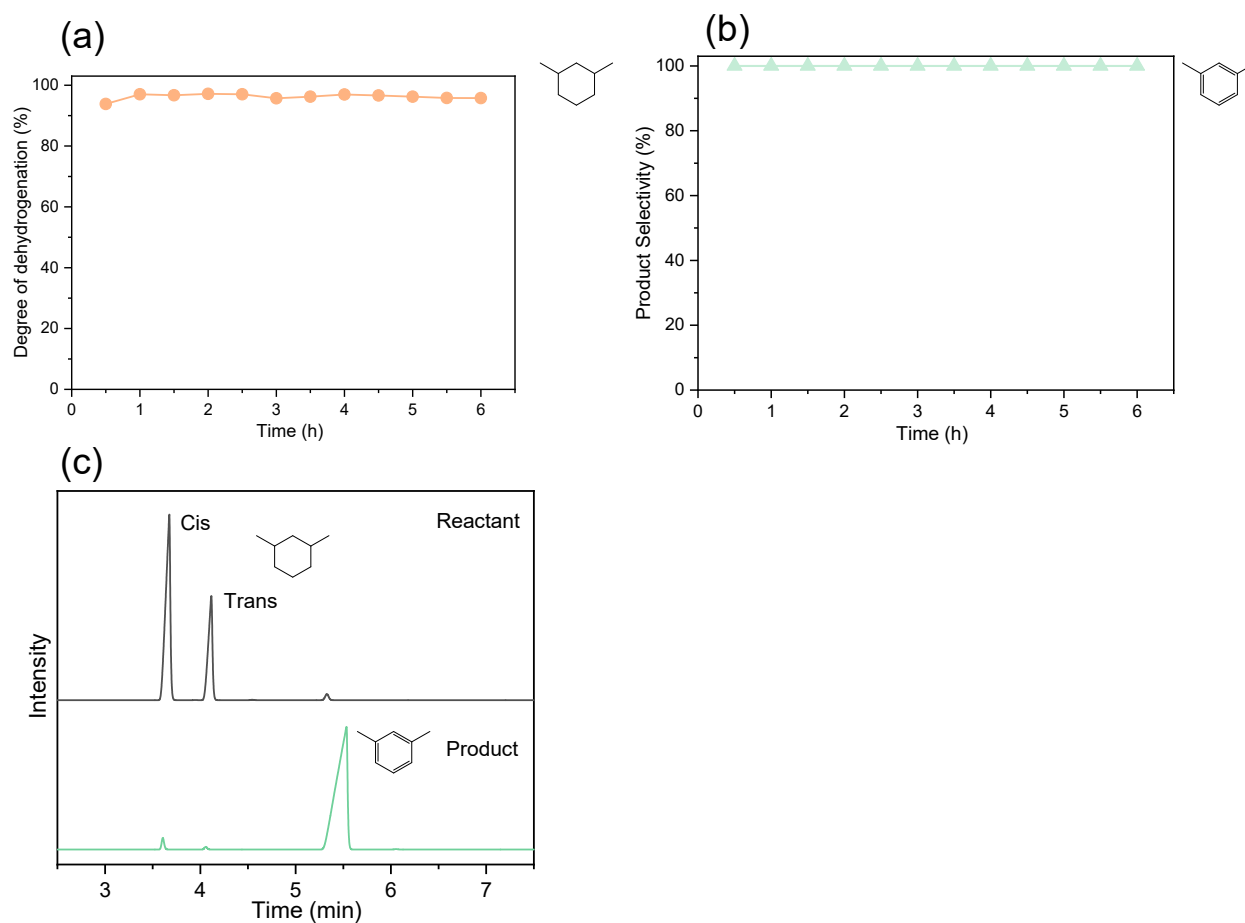 (a)
Degree of dehydrogenation (%)
100
80
60
40
20
0
0 1 2 3 4 5 6
Time (h)
(b)
Product Selectivity (%)
100
80
60
40
20
0
0 1 2 3 4 5 6
Time (h)
(c)
Intensity
Cis
Trans
Reactant
Product
3 4 5 6 7
Time (min)